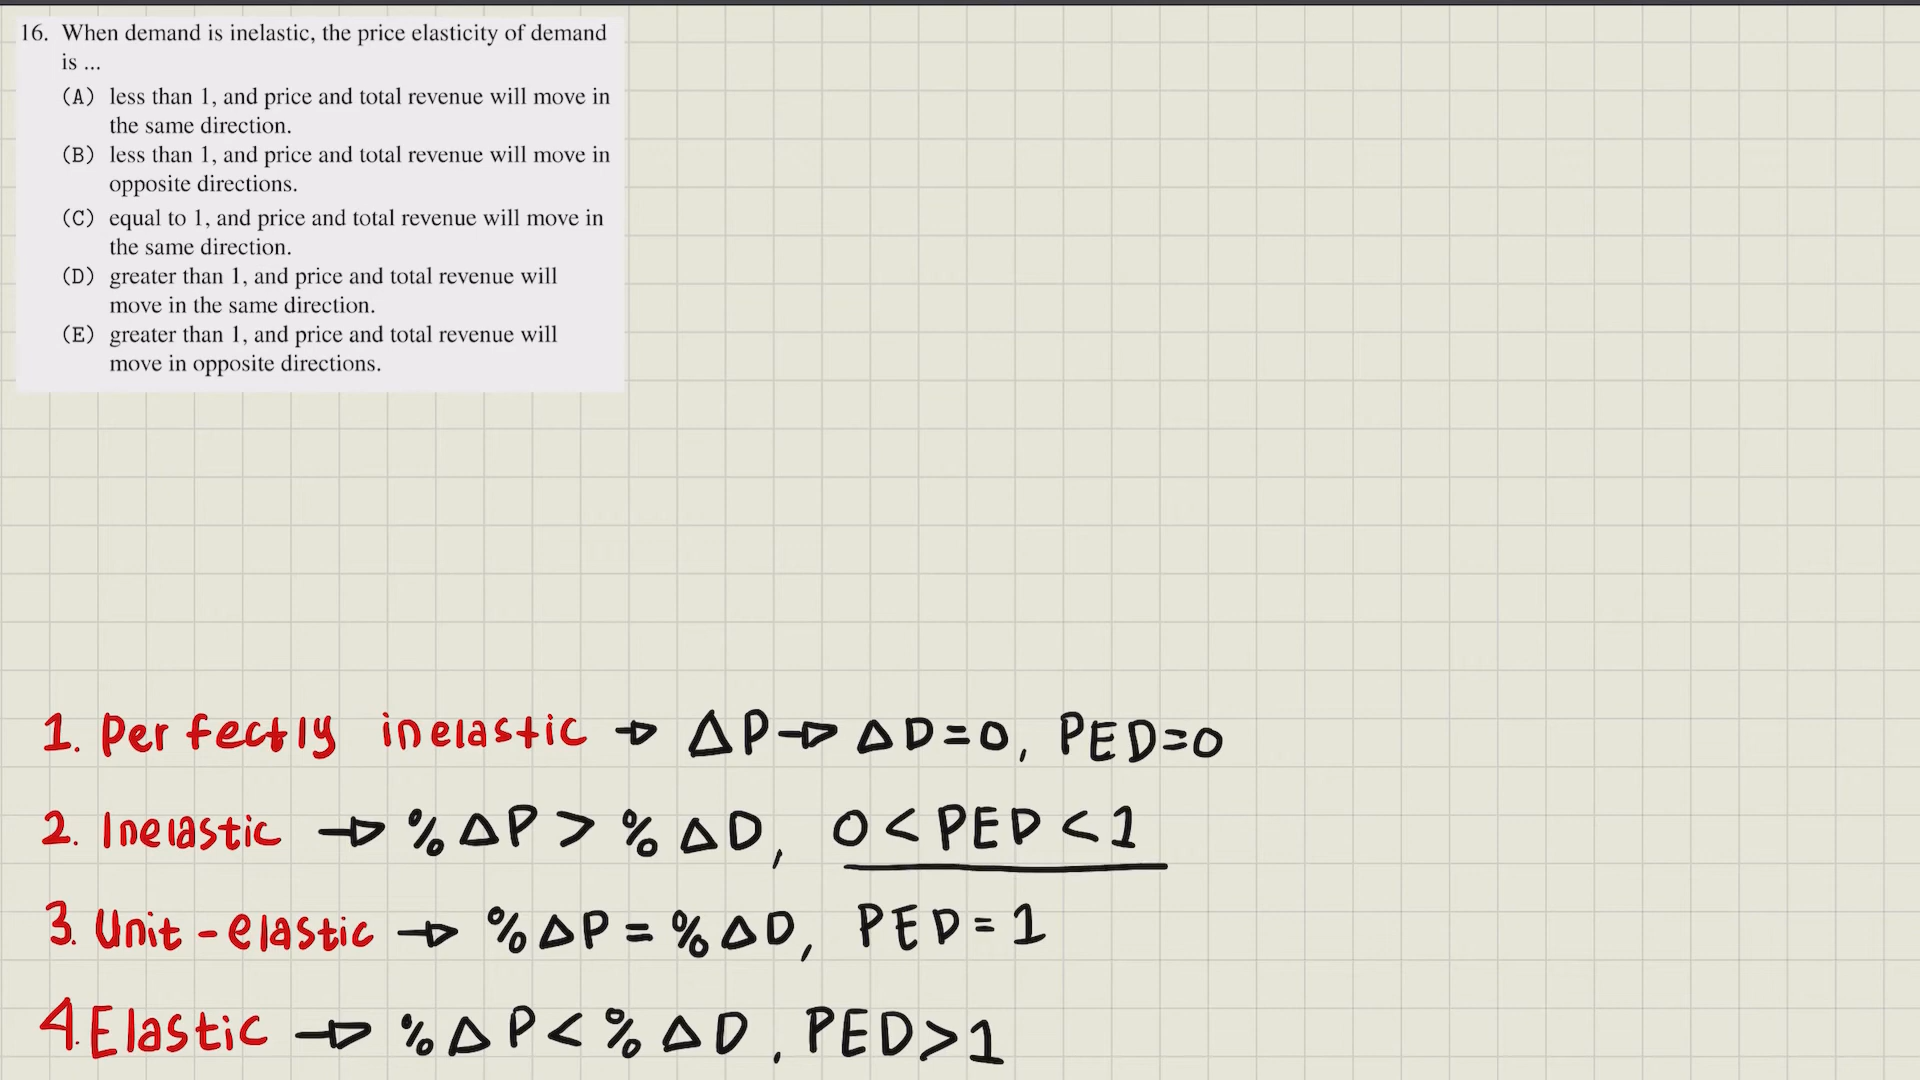 16. When demand is inelastic, the price elasticity of demand
is ...
(A) less than 1, and price and total revenue will move in
the same direction.
(B) less than 1, and price and total revenue will move in
opposite directions.
(C) equal to 1, and price and total revenue will move in
the same direction.
(D) greater than 1, and price and total revenue will
move in the same direction.
(E) greater than 1, and price and total revenue will
move in opposite directions.
1. Perfectly inelastic → ΔP → ΔD=0, PED=0
2. Inelastic → %ΔP > %ΔD, 0<PED<1
3. Unit-elastic → %ΔP = %ΔD, PED=1
4. Elastic → %ΔP < %ΔD, PED>1